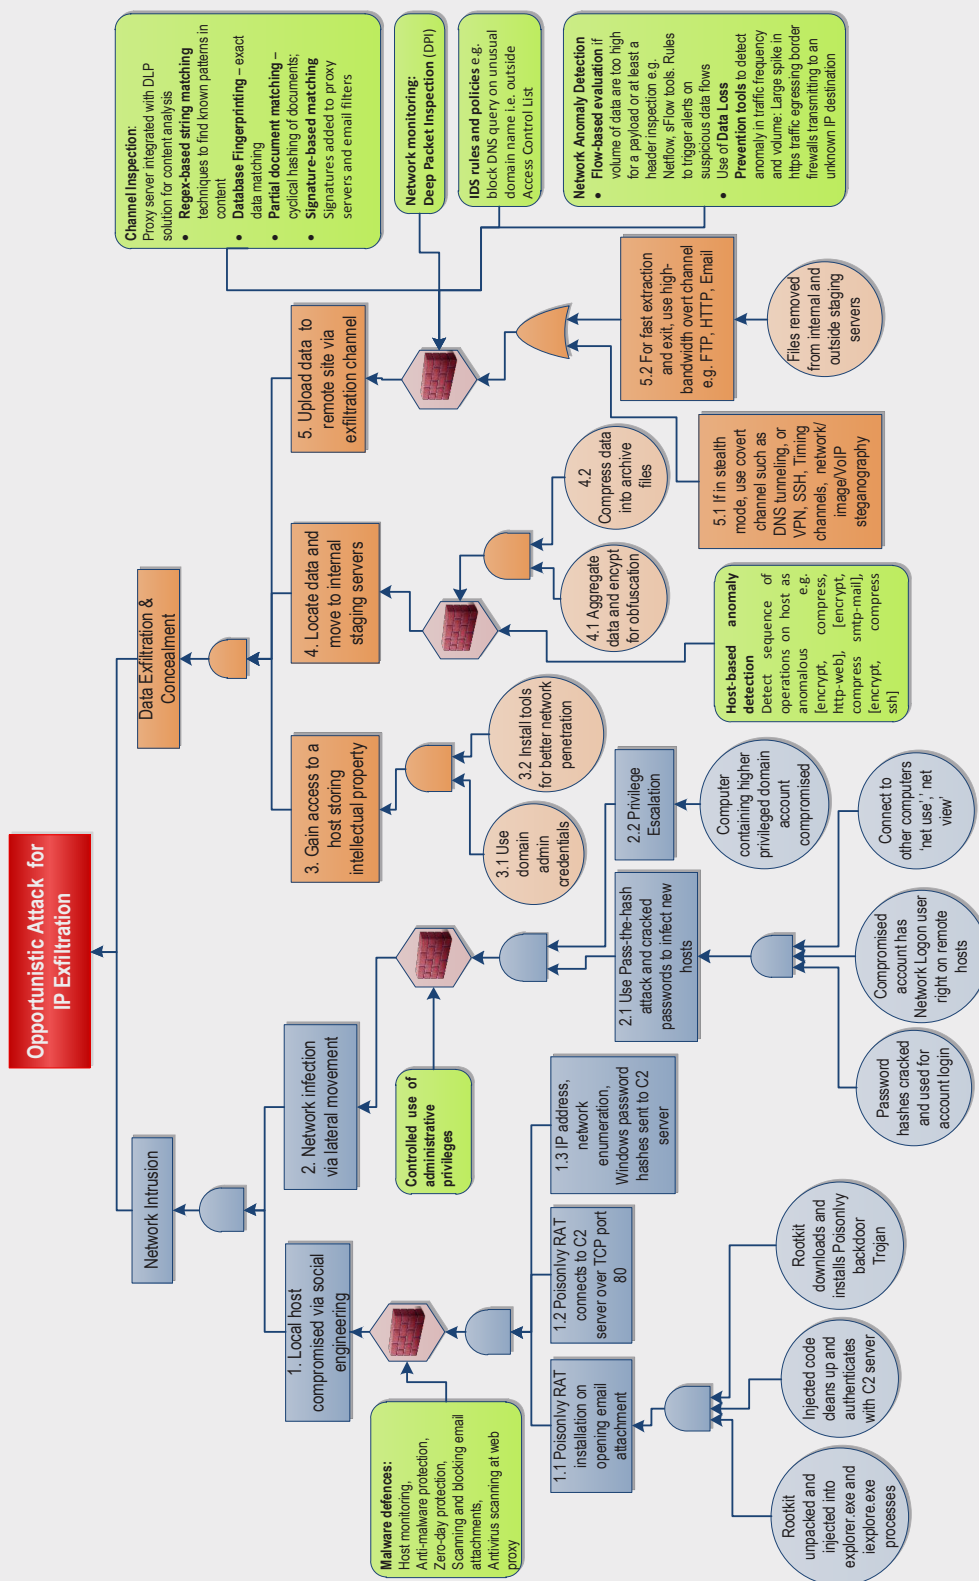 Opportunistic Attack for
IP Exfiltration
Network Intrusion
Data Exfiltration &
Concealment
1. Local host
compromised via social
engineering
2. Network infection
via lateral movement
3. Gain access to a
host storing
intellectual property
4. Locate data and
move to internal
staging servers
5. Upload data to
remote site via
exfiltration channel
Malware defences:
Host monitoring,
Anti-malware protection,
Zero-day protection,
Scanning and blocking email
attachments,
Antivirus scanning at web
proxy
Controlled use of
administrative
privileges
1.1 PoisonIvy RAT
installation on
opening email
attachment
1.2 PoisonIvy RAT
connects to C2
server over TCP port
80
1.3 IP address,
network
enumeration,
Windows password
hashes sent to C2
server
Rootkit
unpacked and
injected into
explorer.exe and
iexplore.exe
processes
Injected code
cleans up and
authenticates
with C2 server
Rootkit
downloads and
installs PoisonIvy
backdoor
Trojan
2.1 Use Pass-the-hash
attack and cracked
passwords to infect new
hosts
2.2 Privilege
Escalation
Password
hashes cracked
and used for
account login
Compromised
account has
Network Logon user
right on remote
hosts
Connect to
other computers
‘net use’,’ net
view’
Computer
containing higher
privileged domain
account
compromised
3.1 Use
domain
admin
credentials
3.2 Install tools
for better network
penetration
4.1 Aggregate
data and encrypt
for obfuscation
4.2
Compress data
into archive
files
Host-based anomaly
detection
Detect sequence of
operations on host as
anomalous e.g.
[encrypt, compress,
http-web], [encrypt,
compress smtp-mail],
[encrypt, compress
ssh]
5.1 If in stealth
mode, use covert
channel such as
DNS tunneling, or
VPN, SSH, Timing
channels, network/
image/VoIP
steganography
5.2 For fast extraction
and exit, use high-
bandwidth overt channel
e.g. FTP, HTTP, Email
Files removed
from internal and
outside staging
servers
Channel Inspection:
Proxy server integrated with DLP
solution for content analysis
• Regex-based string matching
techniques to find known patterns in
content
• Database Fingerprinting – exact
data matching
• Partial document matching –
cyclical hashing of documents;
• Signature-based matching
Signatures added to proxy
servers and email filters
Network monitoring:
Deep Packet Inspection (DPI)
IDS rules and policies e.g.
block DNS query on unusual
domain name i.e. outside
Access Control List
Network Anomaly Detection
• Flow-based evaluation if
volume of data are too high
for a payload or at least a
header inspection e.g.
Netflow, sFlow tools. Rules
to trigger alerts on
suspicious data flows
• Use of Data Loss
Prevention tools to detect
anomaly in traffic frequency
and volume: Large spike in
https traffic egressing border
firewalls transmitting to an
unknown IP destination